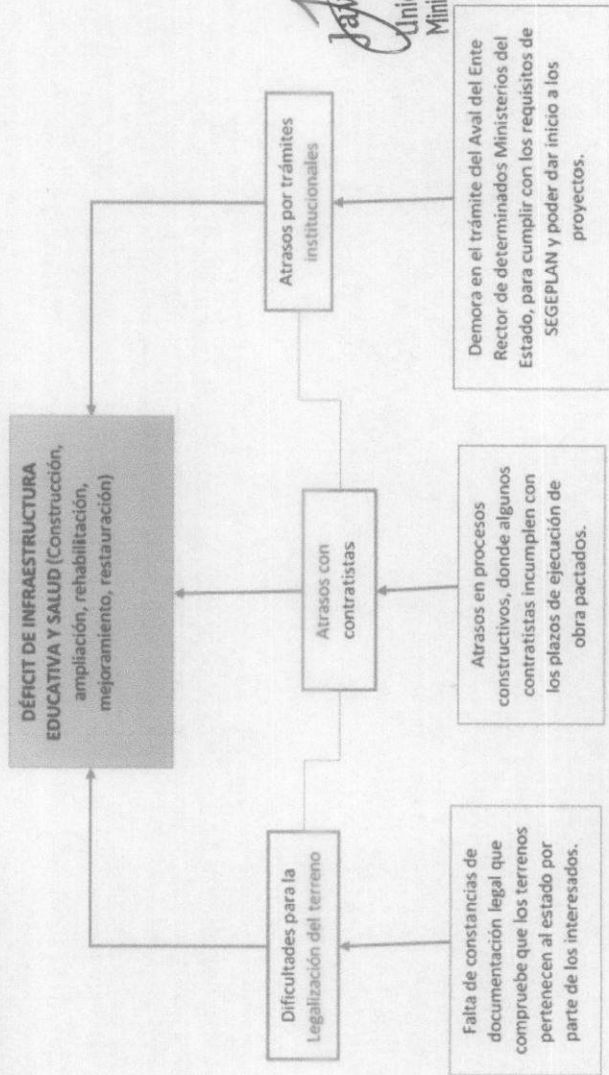 DÉFICIT DE INFRAESTRUCTURA
EDUCATIVA Y SALUD (Construcción,
ampliación, rehabilitación,
mejoramiento, restauración)
Dificultades para la
Legalización del terreno
Atrasos con
contratistas
Atrasos por trámites
institucionales
Falta de constancias de
documentación legal que
compruebe que los terrenos
pertenecen al estado por
parte de los interesados.
Atrasos en procesos
constructivos, donde algunos
contratistas incumplen con
los plazos de ejecución de
obra pactados.
Demora en el trámite del Aval del Ente
Rector de determinados Ministerios del
Estado, para cumplir con los requisitos de
SEGEPLAN y poder dar inicio a los
proyectos.